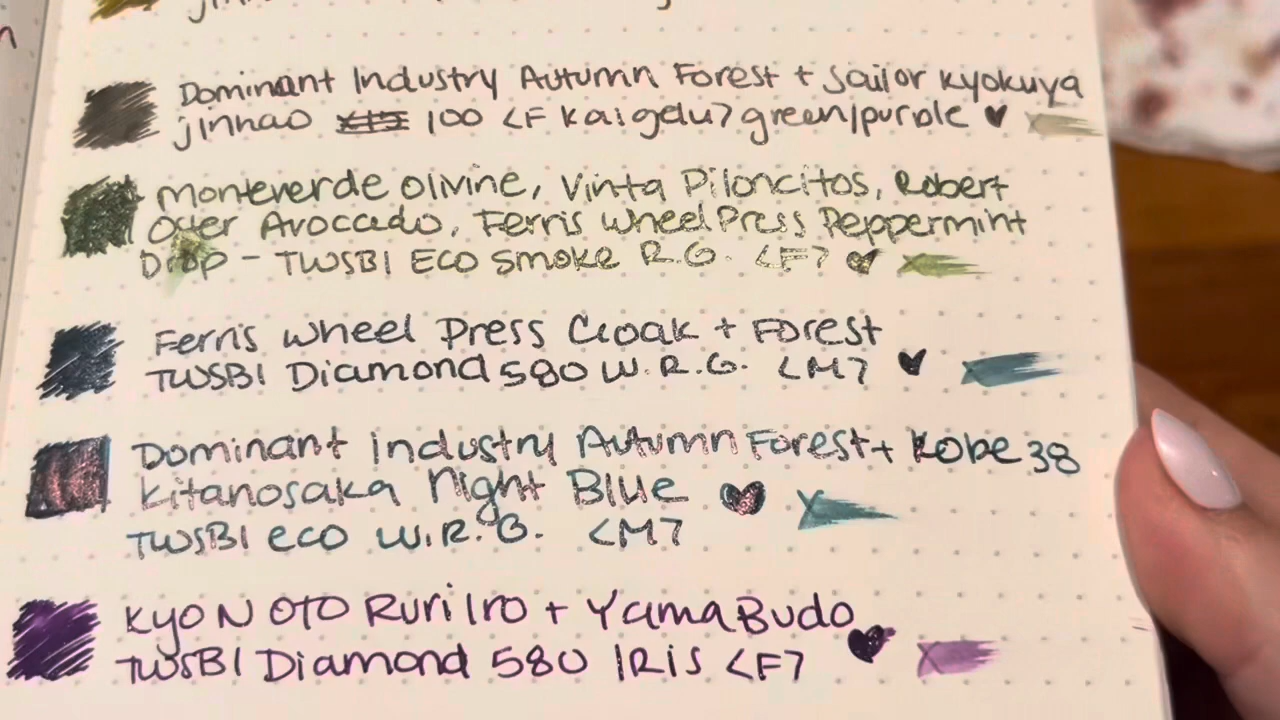 Dominant Industry Autumn Forest + Sailor Kyokuya
Jinhao 100 <F Kaigelu> green/purple ♥
Monteverde Olivine, Vinta Piloncitos, Robert
Oster Avocado, Ferris Wheel Press Peppermint
Drop - TWSBI ECO Smoke R.G. <F> ♥
Ferris Wheel Press Cloak + Forest
TWSBI Diamond 580 W.R.G. <M> ♥
Dominant Industry Autumn Forest + Kobe 38
Kitanosaka Night Blue ♥
TWSBI eco W.R.G. <M>
Kyo N OTO Ruri Iro + Yama Budo
TWSBI Diamond 580 IRis <F> ♥